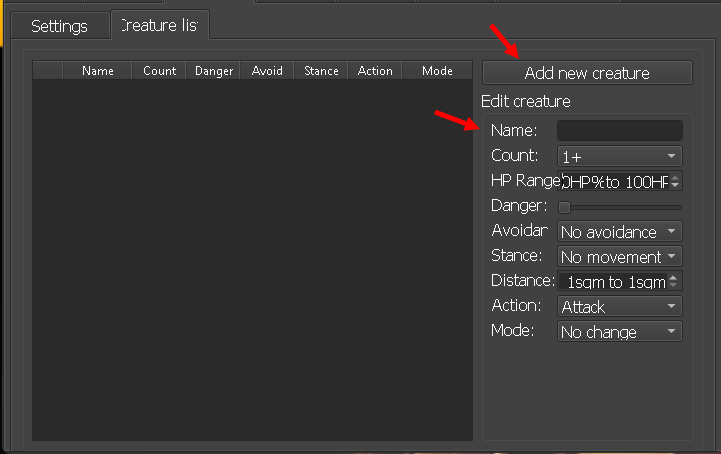 Settings
Creature lis
Name Count Danger Avoid Stance Action Mode
Add new creature
Edit creature
Name:
Count: 1+
HP Range 0HP% to 100HP
Danger:
Avoidar No avoidance
Stance: No movement
Distance: 1sqm to 1sqm
Action: Attack
Mode: No change